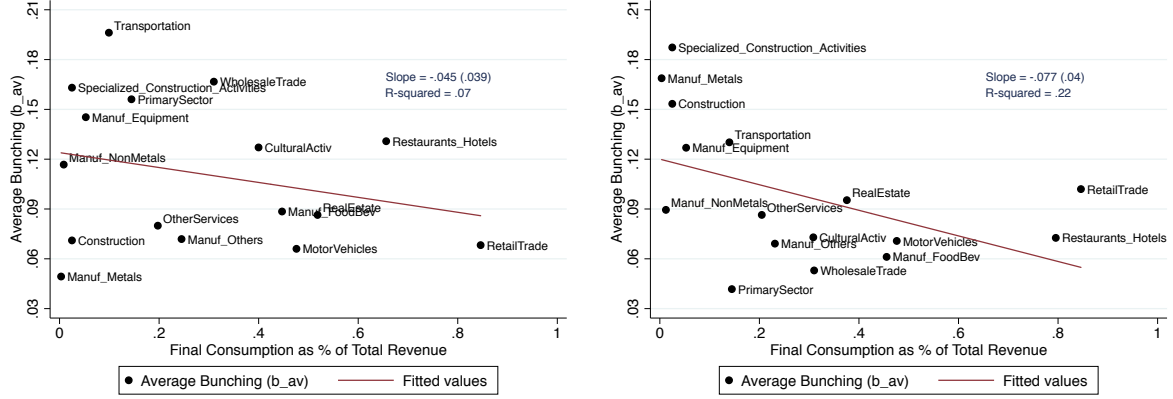 .21
.18
.15
.12
.09
.06
.03
Average Bunching (b_av)
Transportation
WholesaleTrade
Specialized_Construction_Activities
PrimarySector
Manuf_Equipment
CulturalActiv
Restaurants_Hotels
Manuf_NonMetals
RealEstate
Manuf_FoodBev
OtherServices
Manuf_Others
Construction
MotorVehicles
RetailTrade
Manuf_Metals
Slope = -.045 (.039)
R-squared = .07
0 .2 .4 .6 .8 1
Final Consumption as % of Total Revenue
Average Bunching (b_av) Fitted values
.21
.18
.15
.12
.09
.06
.03
Average Bunching (b_av)
Specialized_Construction_Activities
Manuf_Metals
Construction
Transportation
Manuf_Equipment
RealEstate
RetailTrade
Manuf_NonMetals
OtherServices
CulturalActiv
Manuf_Others
MotorVehicles
Restaurants_Hotels
Manuf_FoodBev
WholesaleTrade
PrimarySector
Slope = -.077 (.04)
R-squared = .22
0 .2 .4 .6 .8 1
Final Consumption as % of Total Revenue
Average Bunching (b_av) Fitted values